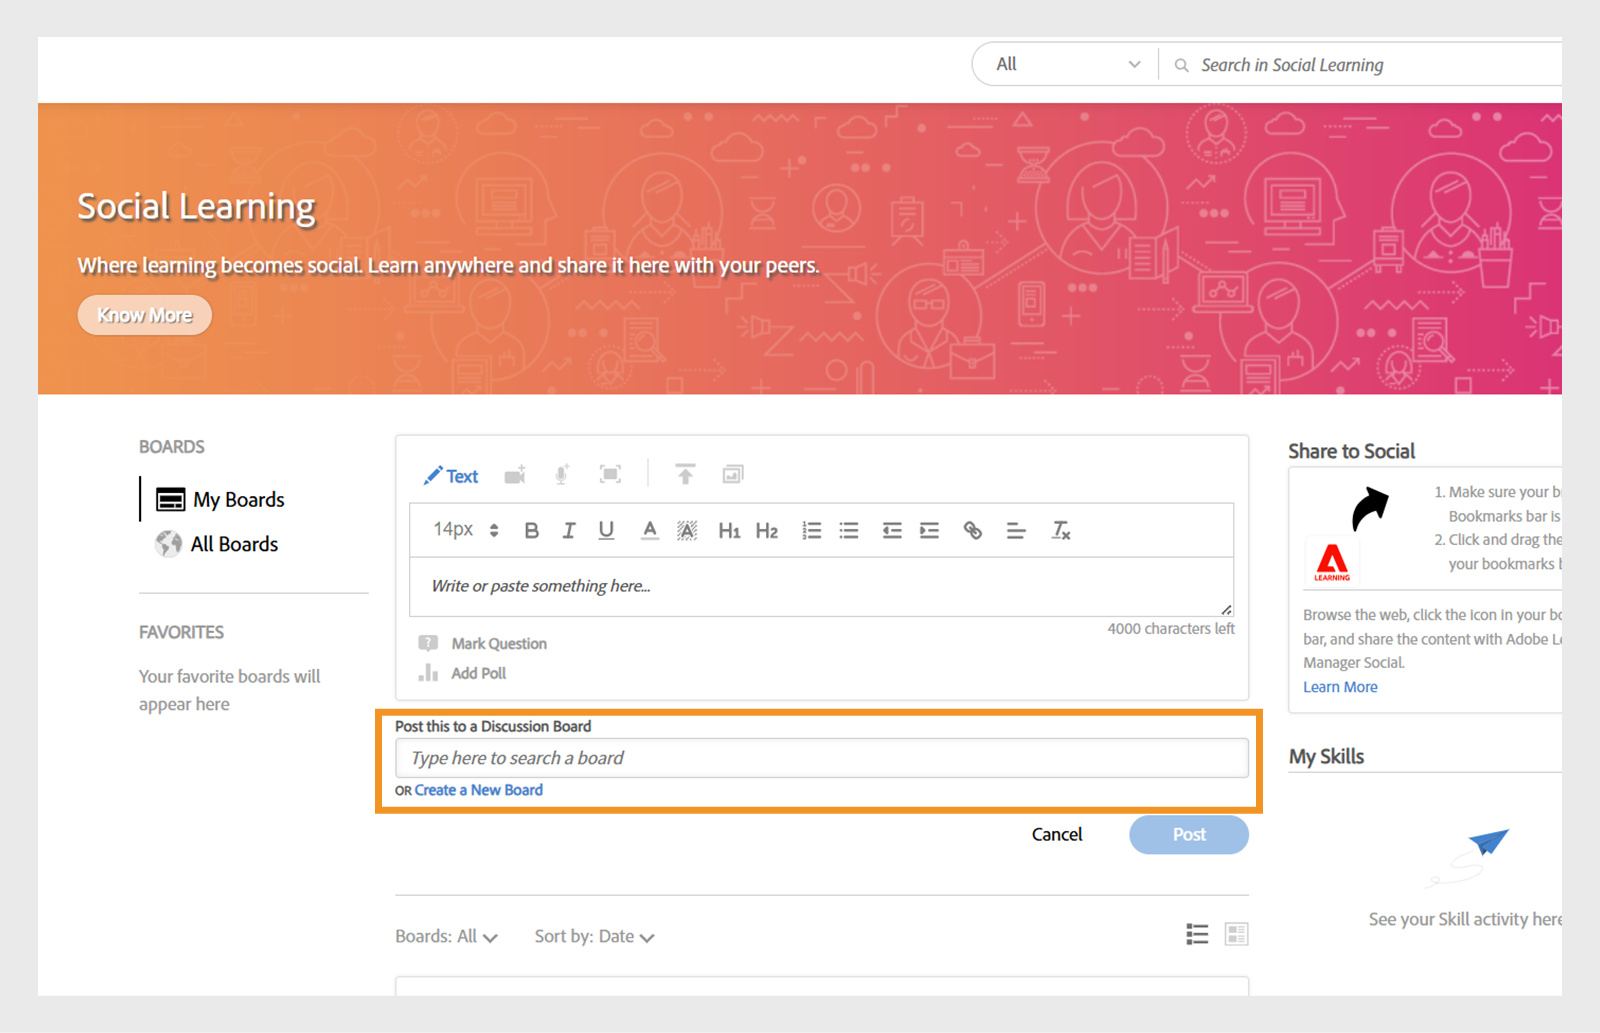 All
Search in Social Learning
Social Learning
Where learning becomes social. Learn anywhere and share it here with your peers.
Know More
BOARDS
My Boards
All Boards
FAVORITES
Your favorite boards will
appear here
Text
14px B I U A A H1 H2 Tx
Write or paste something here...
4000 characters left
? Mark Question
Add Poll
Post this to a Discussion Board
Type here to search a board
OR Create a New Board
Cancel
Post
Boards: All
Sort by: Date
Share to Social
LEARNING
1. Make sure your b
Bookmarks bar is
2. Click and drag the
your bookmarks b
Browse the web, click the icon in your bo
bar, and share the content with Adobe Le
Manager Social.
Learn More
My Skills
See your Skill activity here